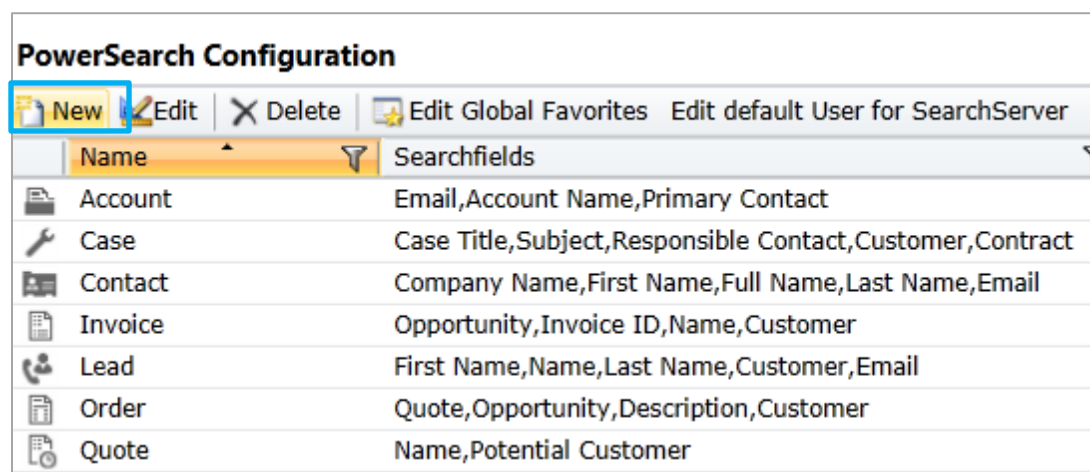 PowerSearch Configuration
New Edit Delete Edit Global Favorites Edit default User for SearchServer
Name Searchfields
Account Email,Account Name,Primary Contact
Case Case Title,Subject,Responsible Contact,Customer,Contract
Contact Company Name,First Name,Full Name,Last Name,Email
Invoice Opportunity,Invoice ID,Name,Customer
Lead First Name,Name,Last Name,Customer,Email
Order Quote,Opportunity,Description,Customer
Quote Name,Potential Customer